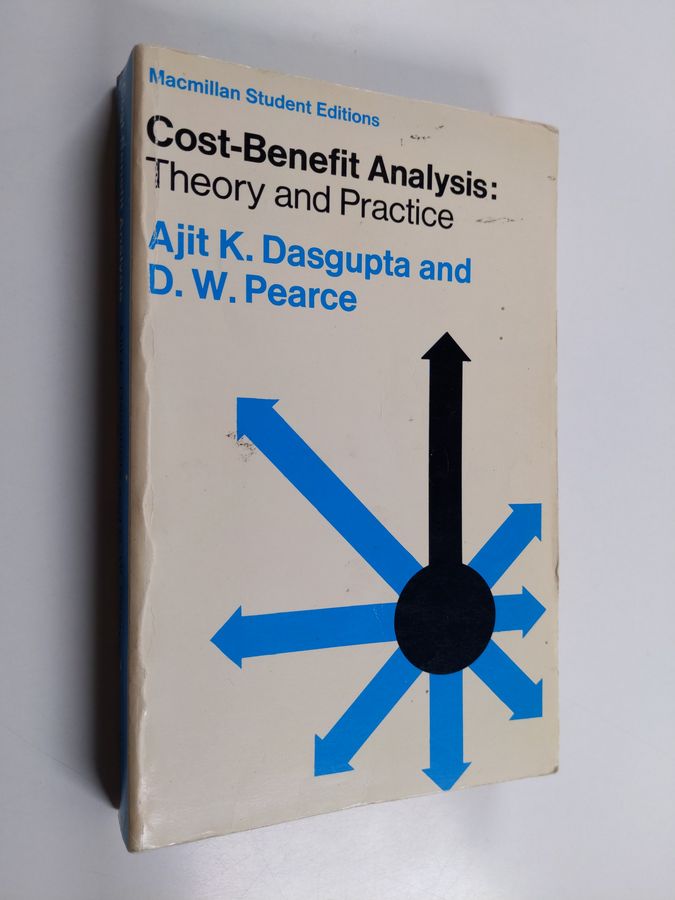 Macmillan Student Editions
Cost-Benefit Analysis:
Theory and Practice
Ajit K. Dasgupta and
D. W. Pearce